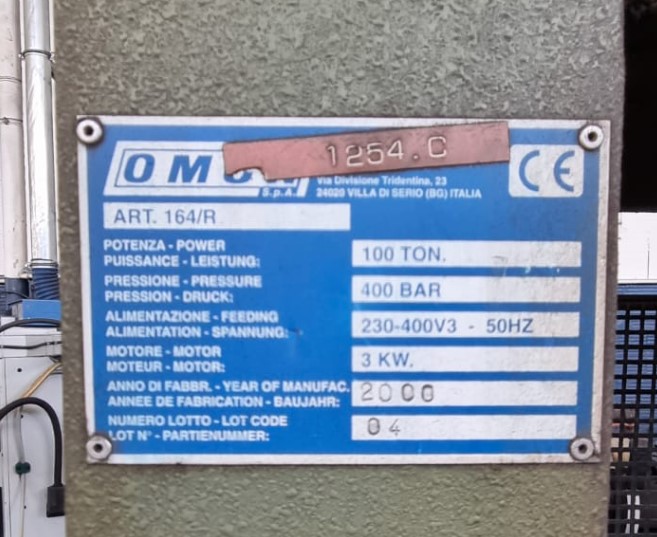 1254.C
S.p.A.
Via Divisione Tridentina, 23
24020 VILLA DI SERIO (BG) ITALIA
CE
ART. 164/R
POTENZA - POWER
PUISSANCE - LEISTUNG: 100 TON.
PRESSIONE - PRESSURE
PRESSION - DRUCK: 400 BAR
ALIMENTAZIONE - FEEDING
ALIMENTATION - SPANNUNG: 230-400V3 - 50HZ
MOTORE - MOTOR
MOTEUR - MOTOR: 3 KW.
ANNO DI FABBR. - YEAR OF MANUFAC.
ANNEE DE FABRICATION - BAUJAHR: 2000
NUMERO LOTTO - LOT CODE
LOT N° - PARTIENUMMER: 04